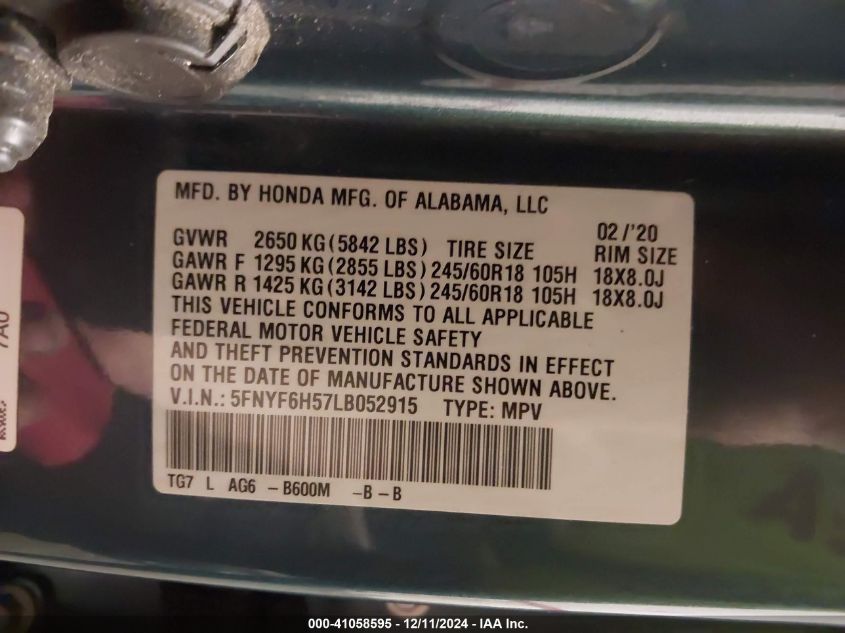 MFD. BY HONDA MFG. OF ALABAMA, LLC
02/'20
GVWR 2650 KG (5842 LBS) TIRE SIZE RIM SIZE
GAWR F 1295 KG (2855 LBS) 245/60R18 105H 18X8.0J
GAWR R 1425 KG (3142 LBS) 245/60R18 105H 18X8.0J
THIS VEHICLE CONFORMS TO ALL APPLICABLE
FEDERAL MOTOR VEHICLE SAFETY
AND THEFT PREVENTION STANDARDS IN EFFECT
ON THE DATE OF MANUFACTURE SHOWN ABOVE.
V.I.N.: 5FNYF6H57LB052915 TYPE: MPV
TG7 L AG6 – B600M – B – B
000-41058595 - 12/11/2024 - IAA Inc.